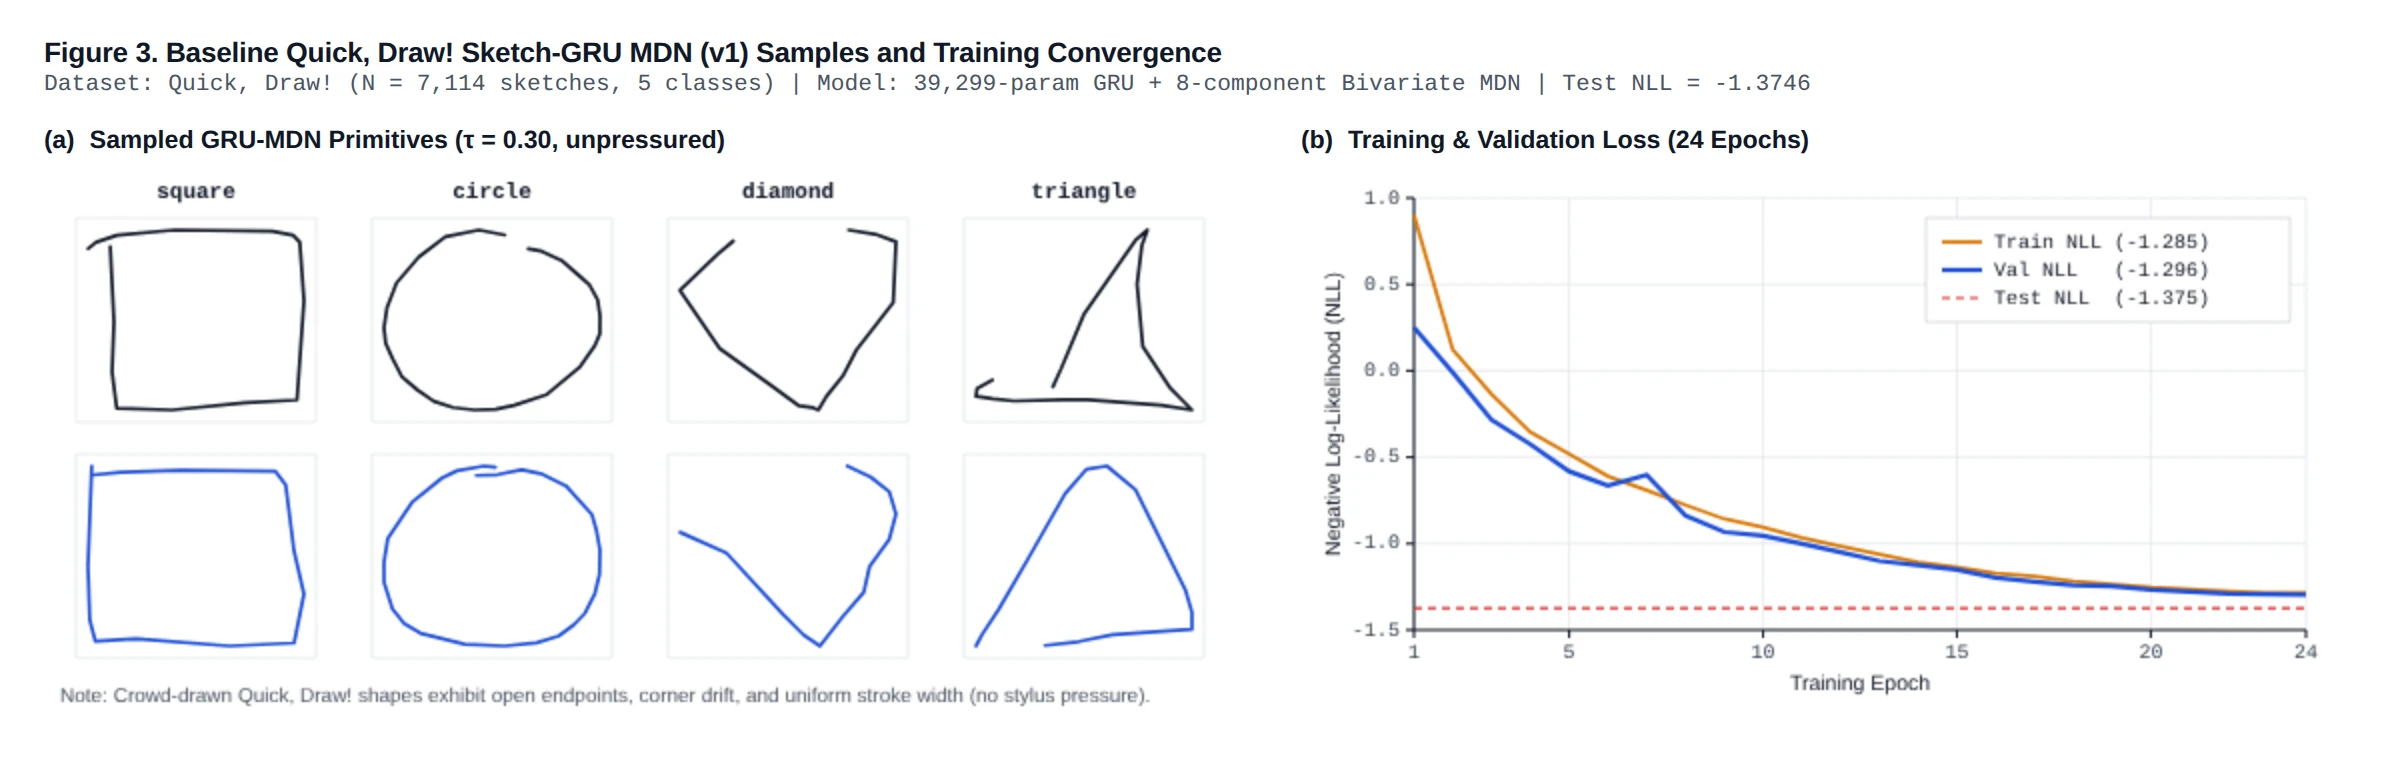 Figure 3. Baseline Quick, Draw! Sketch-GRU MDN (v1) Samples and Training Convergence
Dataset: Quick, Draw! (N = 7,114 sketches, 5 classes) | Model: 39,299-param GRU + 8-component Bivariate MDN | Test NLL = -1.3746
(a) Sampled GRU-MDN Primitives (τ = 0.30, unpressured)
square circle diamond triangle
Note: Crowd-drawn Quick, Draw! shapes exhibit open endpoints, corner drift, and uniform stroke width (no stylus pressure).
(b) Training & Validation Loss (24 Epochs)
Negative Log-Likelihood (NLL)
1.0
0.5
0.0
-0.5
-1.0
-1.5
Train NLL (-1.285)
Val NLL (-1.296)
Test NLL (-1.375)
1 5 10 15 20 24
Training Epoch